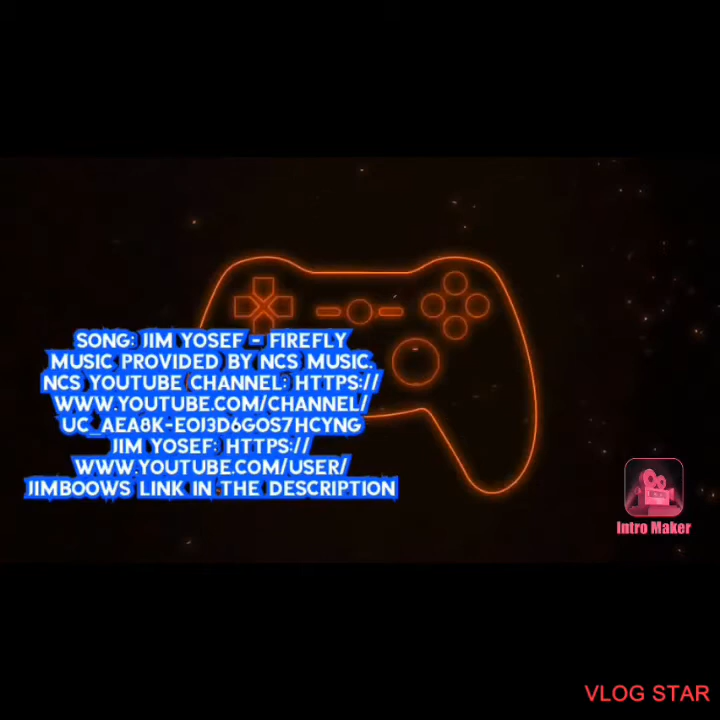 SONG: JIM YOSEF - FIREFLY
MUSIC PROVIDED BY NCS MUSIC.
NCS YOUTUBE CHANNEL: HTTPS://
WWW.YOUTUBE.COM/CHANNEL/
UC_AEA8K-EOJ3D6GOS7HCYNG
JIM YOSEF: HTTPS://
WWW.YOUTUBE.COM/USER/
JIMBOOWS LINK IN THE DESCRIPTION
Intro Maker
VLOG STAR